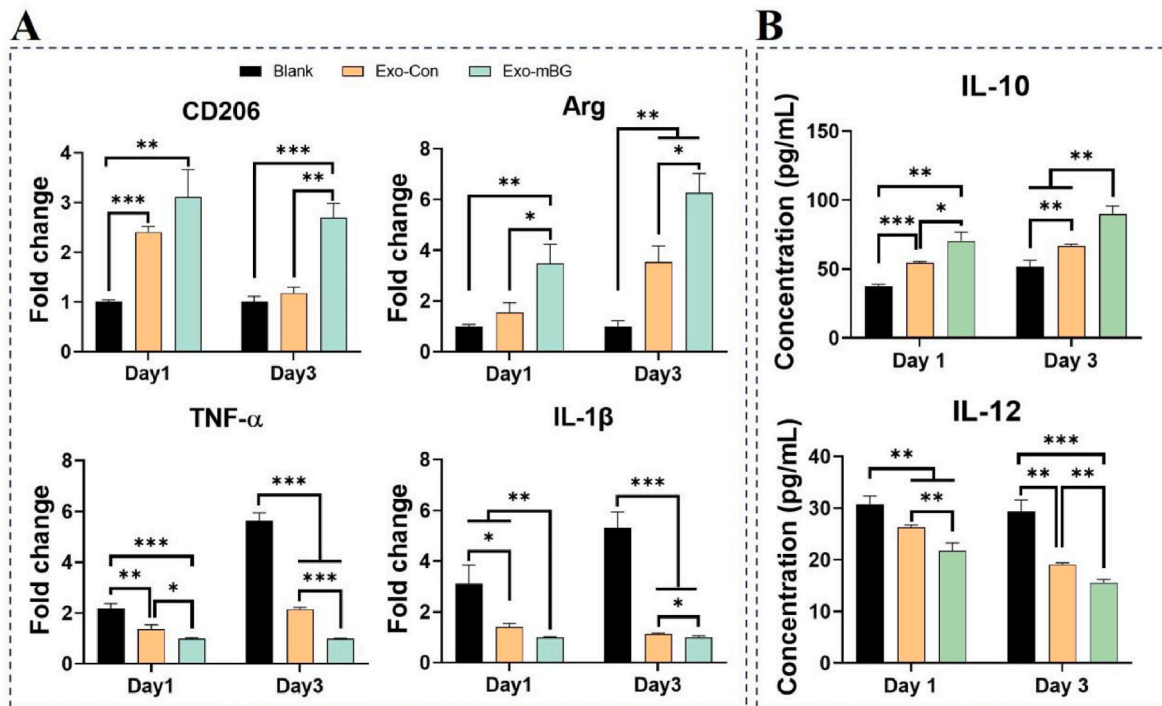 A
Blank Exo-Con Exo-mBG
CD206
Fold change
4
3
2
1
0
**
***
***
**
Day1 Day3
Arg
Fold change
8
6
4
2
0
**
*
**
*
Day1 Day3
TNF-α
Fold change
8
6
4
2
0
***
**
*
***
***
Day1 Day3
IL-1β
Fold change
8
6
4
2
0
**
*
***
*
Day1 Day3
B
IL-10
Concentration (pg/mL)
150
100
50
0
**
***
*
**
**
Day 1 Day 3
IL-12
Concentration (pg/mL)
40
30
20
10
0
**
**
***
**
**
Day 1 Day 3